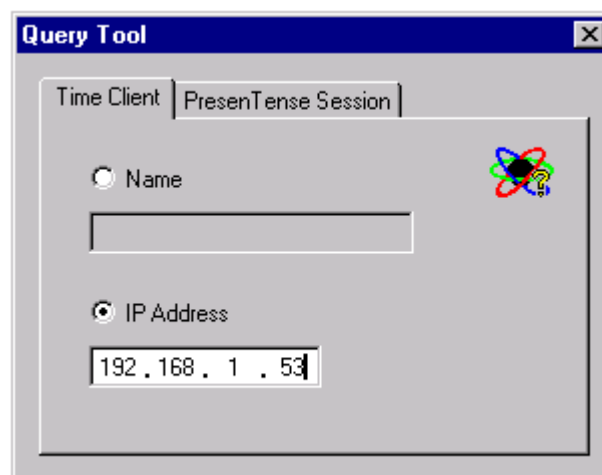 Query Tool
Time Client PresenTense Session
Name
IP Address
192 . 168 . 1 . 53